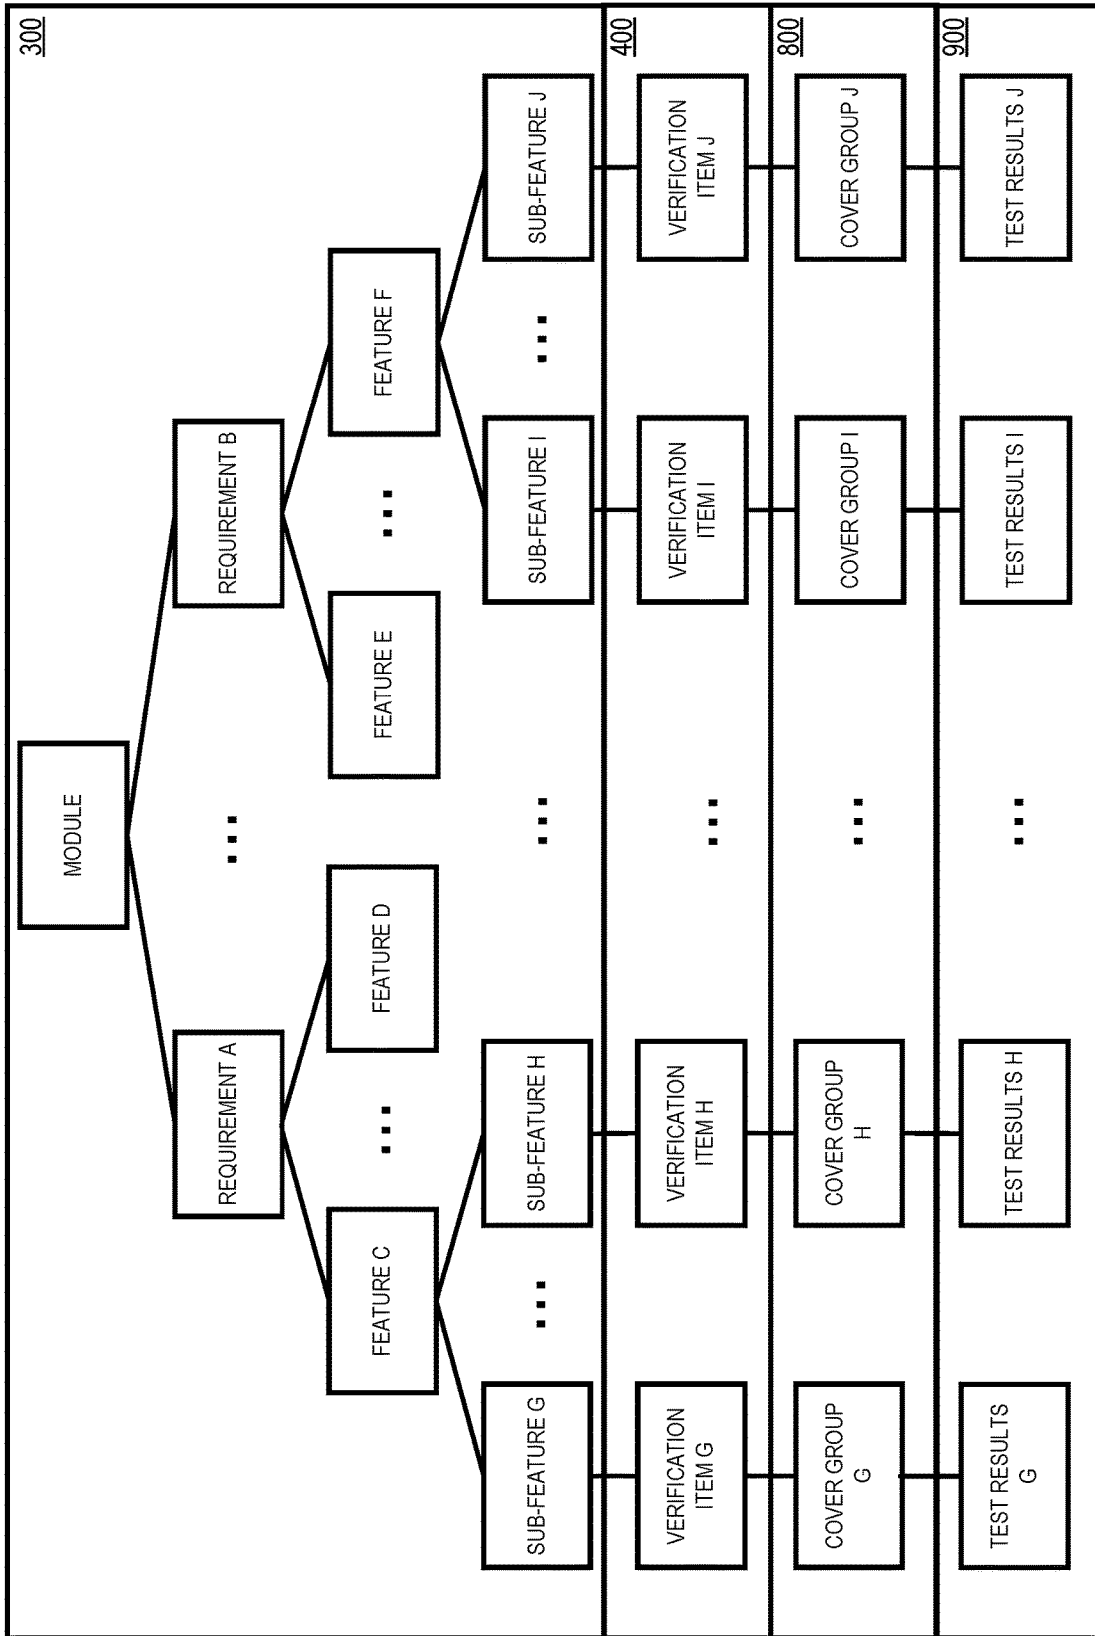 300
MODULE
REQUIREMENT A
...
REQUIREMENT B
FEATURE C
...
FEATURE D
FEATURE E
...
FEATURE F
SUB-FEATURE G
...
SUB-FEATURE H
...
SUB-FEATURE I
...
SUB-FEATURE J
400
VERIFICATION
ITEM G
VERIFICATION
ITEM H
...
VERIFICATION
ITEM I
VERIFICATION
ITEM J
800
COVER GROUP
G
COVER GROUP
H
...
COVER GROUP I
COVER GROUP J
900
TEST RESULTS
G
TEST RESULTS H
...
TEST RESULTS I
TEST RESULTS J